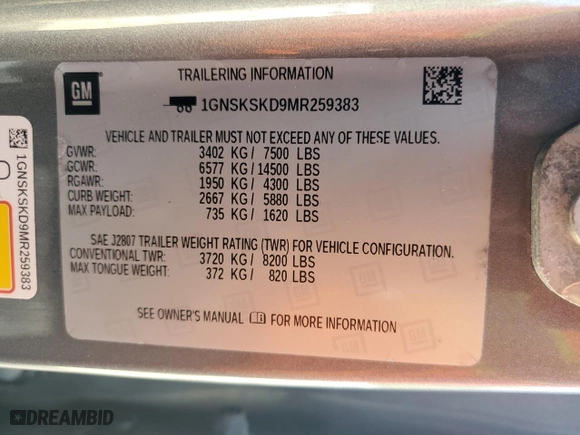 GM
TRAILERING INFORMATION
1GNSKSKD9MR259383
VEHICLE AND TRAILER MUST NOT EXCEED ANY OF THESE VALUES.
GVWR: 3402 KG/ 7500 LBS
GCWR: 6577 KG/14500 LBS
RGAWR: 1950 KG/ 4300 LBS
CURB WEIGHT: 2667 KG/ 5880 LBS
MAX PAYLOAD: 735 KG/ 1620 LBS
SAE J2807 TRAILER WEIGHT RATING (TWR) FOR VEHICLE CONFIGURATION.
CONVENTIONAL TWR: 3720 KG/ 8200 LBS
MAX TONGUE WEIGHT: 372 KG/ 820 LBS
SEE OWNER'S MANUAL FOR MORE INFORMATION
1GNSKSKD9MR259383
DREAMBID